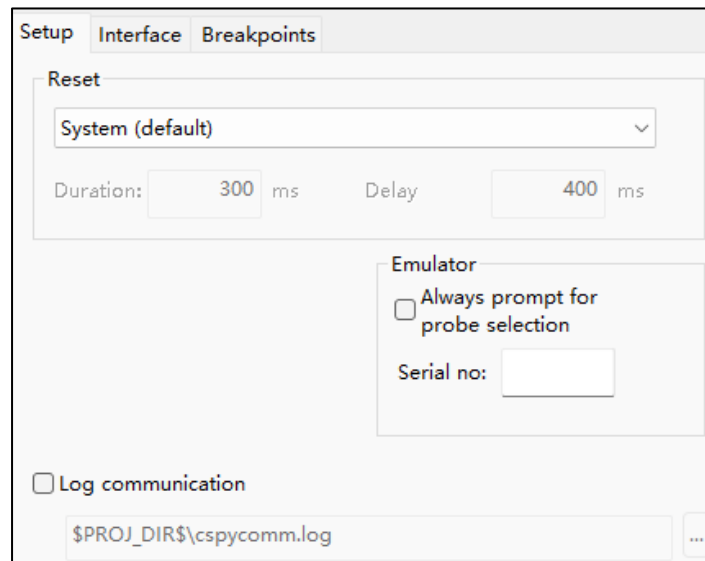 Setup Interface Breakpoints
Reset
System (default)
Duration: 300 ms Delay 400 ms
Emulator
Always prompt for
probe selection
Serial no:
Log communication
$PROJ_DIR$\cspycomm.log
...